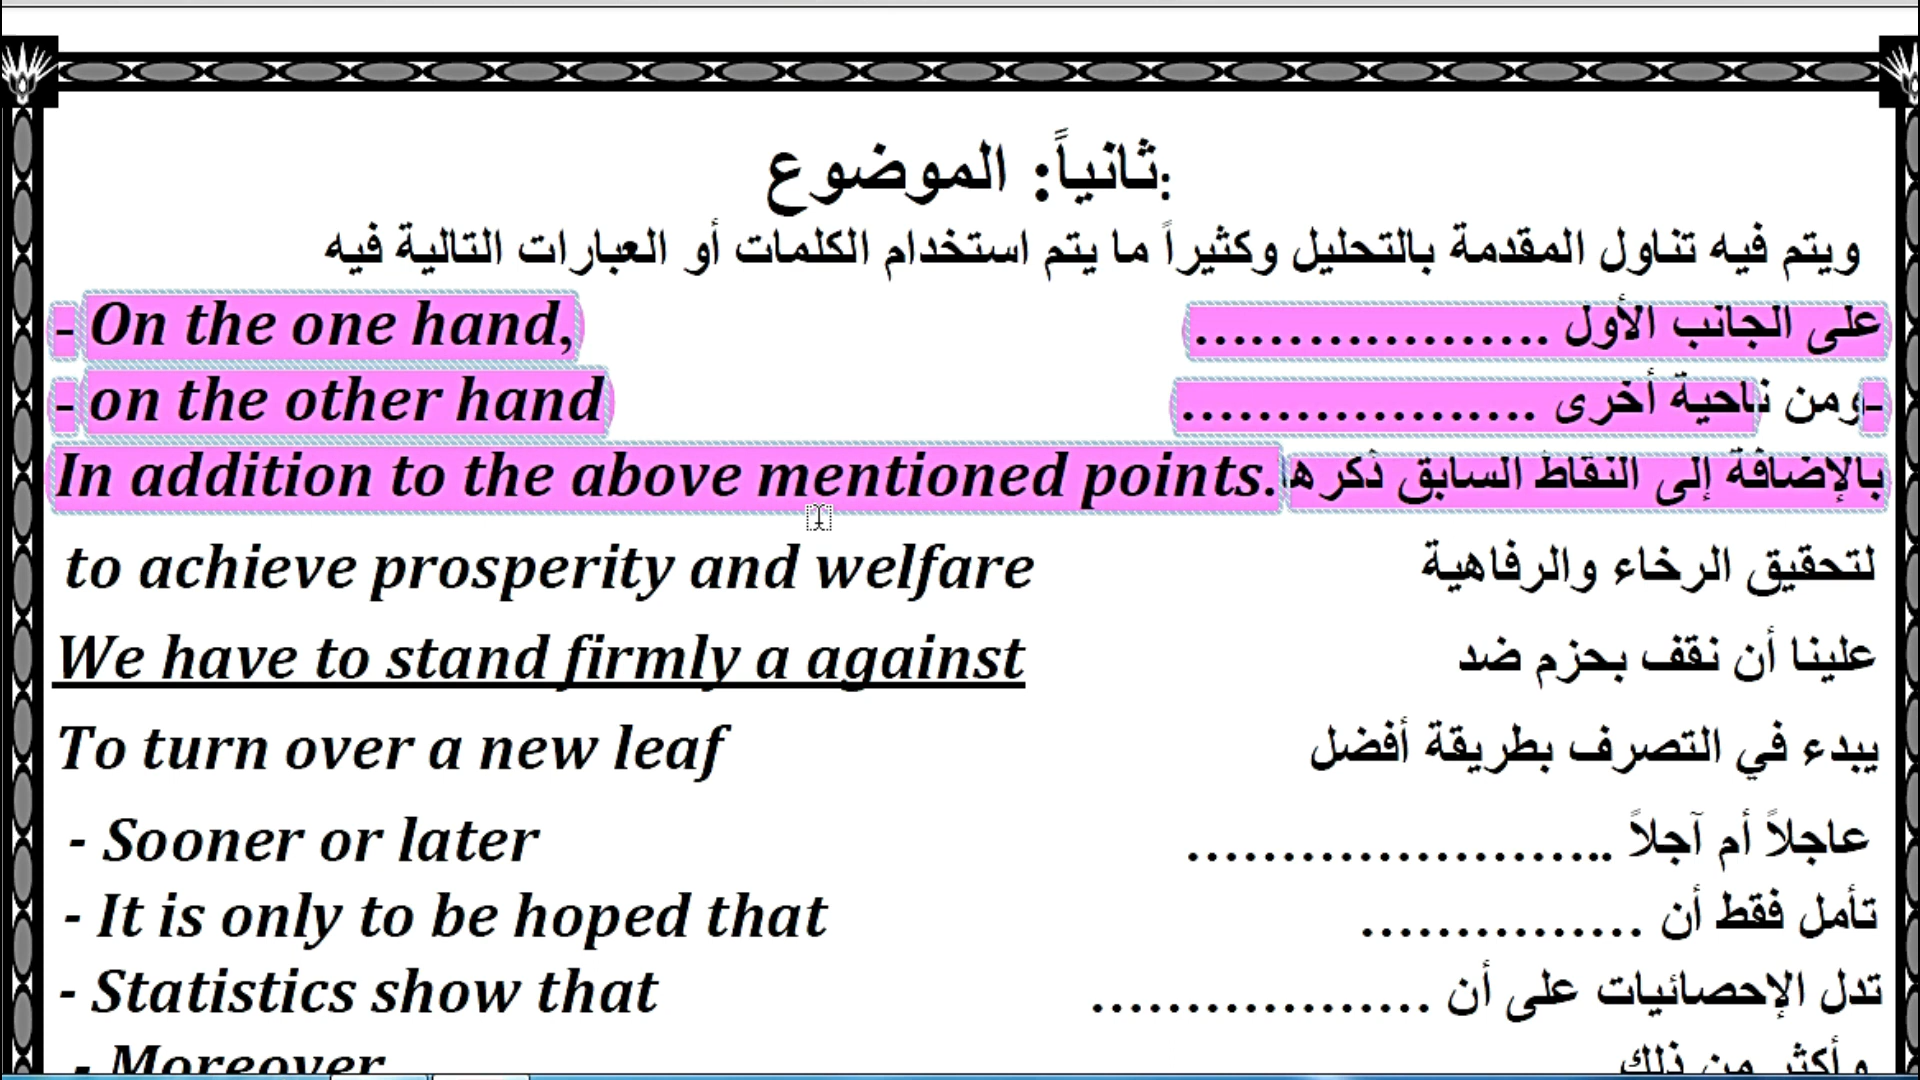 ثانياً: الموضوع:
ويتم فيه تناول المقدمة بالتحليل وكثيراً ما يتم استخدام الكلمات أو العبارات التالية فيه
- On the one hand, على الجانب الأول ...................
- on the other hand -ومن ناحية أخرى ...................
In addition to the above mentioned points. بالإضافة إلى النقاط السابق ذكرها
to achieve prosperity and welfare لتحقيق الرخاء والرفاهية
We have to stand firmly a against علينا أن نقف بحزم ضد
To turn over a new leaf يبدء في التصرف بطريقة أفضل
- Sooner or later عاجلاً أم آجلاً .......................
- It is only to be hoped that تأمل فقط أن ...............
- Statistics show that تدل الإحصائيات على أن ..................
- Moreover وأكثر من ذلك